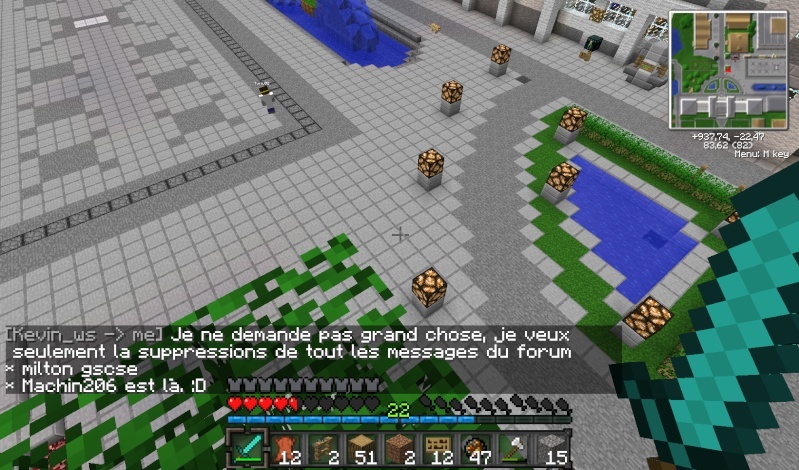 +937,74, -22,47
83,62 (82)
Menu: M key
[Kevin_ws -> me] Je ne demande pas grand chose, je veux
seulement la suppressions de tout les messages du forum
* milton gscse
* Machin206 est là. :D
22
12
2
51
2
12
47
15